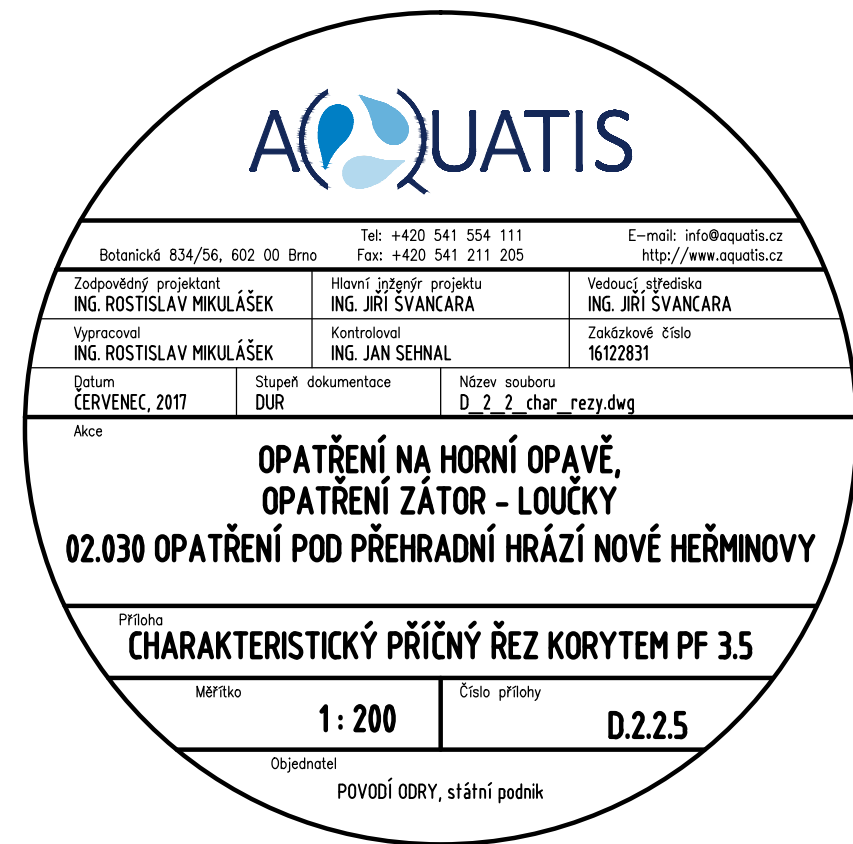 AQUATIS
Botanická 834/56, 602 00 Brno
Tel: +420 541 554 111
Fax: +420 541 211 205
E-mail: info@aquatis.cz
http://www.aquatis.cz
Zodpovědný projektant
ING. ROSTISLAV MIKULÁŠEK
Hlavní inženýr projektu
ING. JIŘÍ ŠVANCARA
Vedoucí střediska
ING. JIŘÍ ŠVANCARA
Vypracoval
ING. ROSTISLAV MIKULÁŠEK
Kontroloval
ING. JAN SEHNAL
Zakázkové číslo
16122831
Datum
ČERVENEC, 2017
Stupeň dokumentace
DUR
Název souboru
D_2_2_char_rezy.dwg
Akce
OPATŘENÍ NA HORNÍ OPAVĚ,
OPATŘENÍ ZÁTOR - LOUČKY
02.030 OPATŘENÍ POD PŘEHRADNÍ HRÁZÍ NOVÉ HEŘMINOVY
Příloha
CHARAKTERISTICKÝ PŘÍČNÝ ŘEZ KORYTEM PF 3.5
Měřítko
1 : 200
Číslo přílohy
D.2.2.5
Objednatel
POVODÍ ODRY, státní podnik